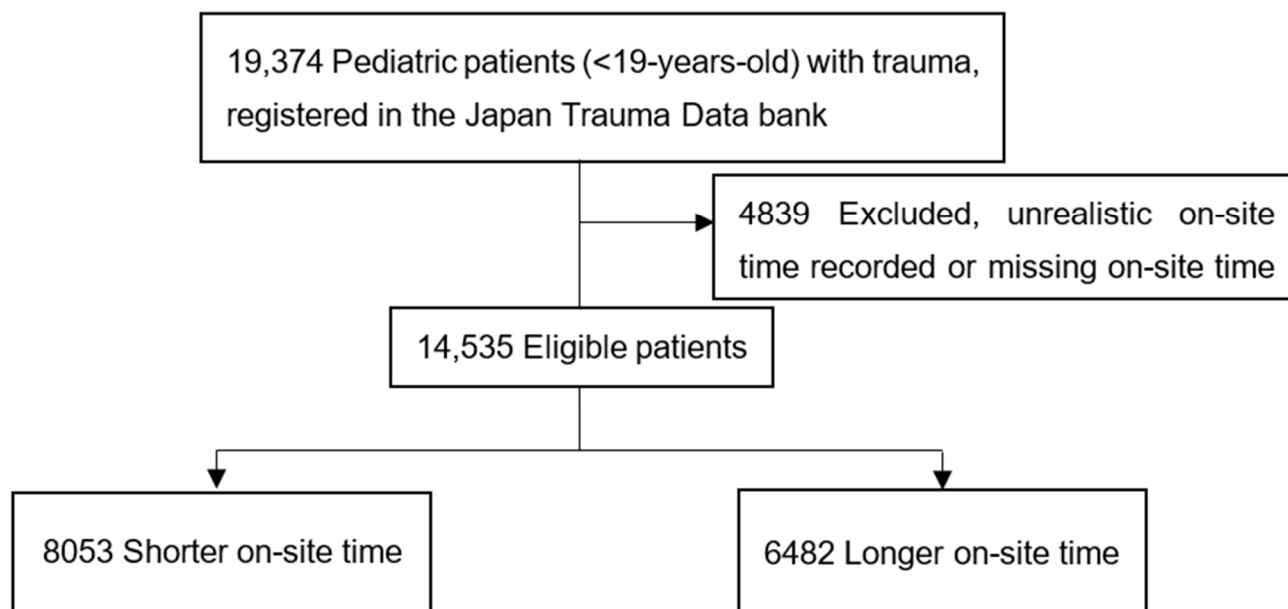 19,374 Pediatric patients (<19-years-old) with trauma,
registered in the Japan Trauma Data bank
4839 Excluded, unrealistic on-site
time recorded or missing on-site time
14,535 Eligible patients
8053 Shorter on-site time
6482 Longer on-site time